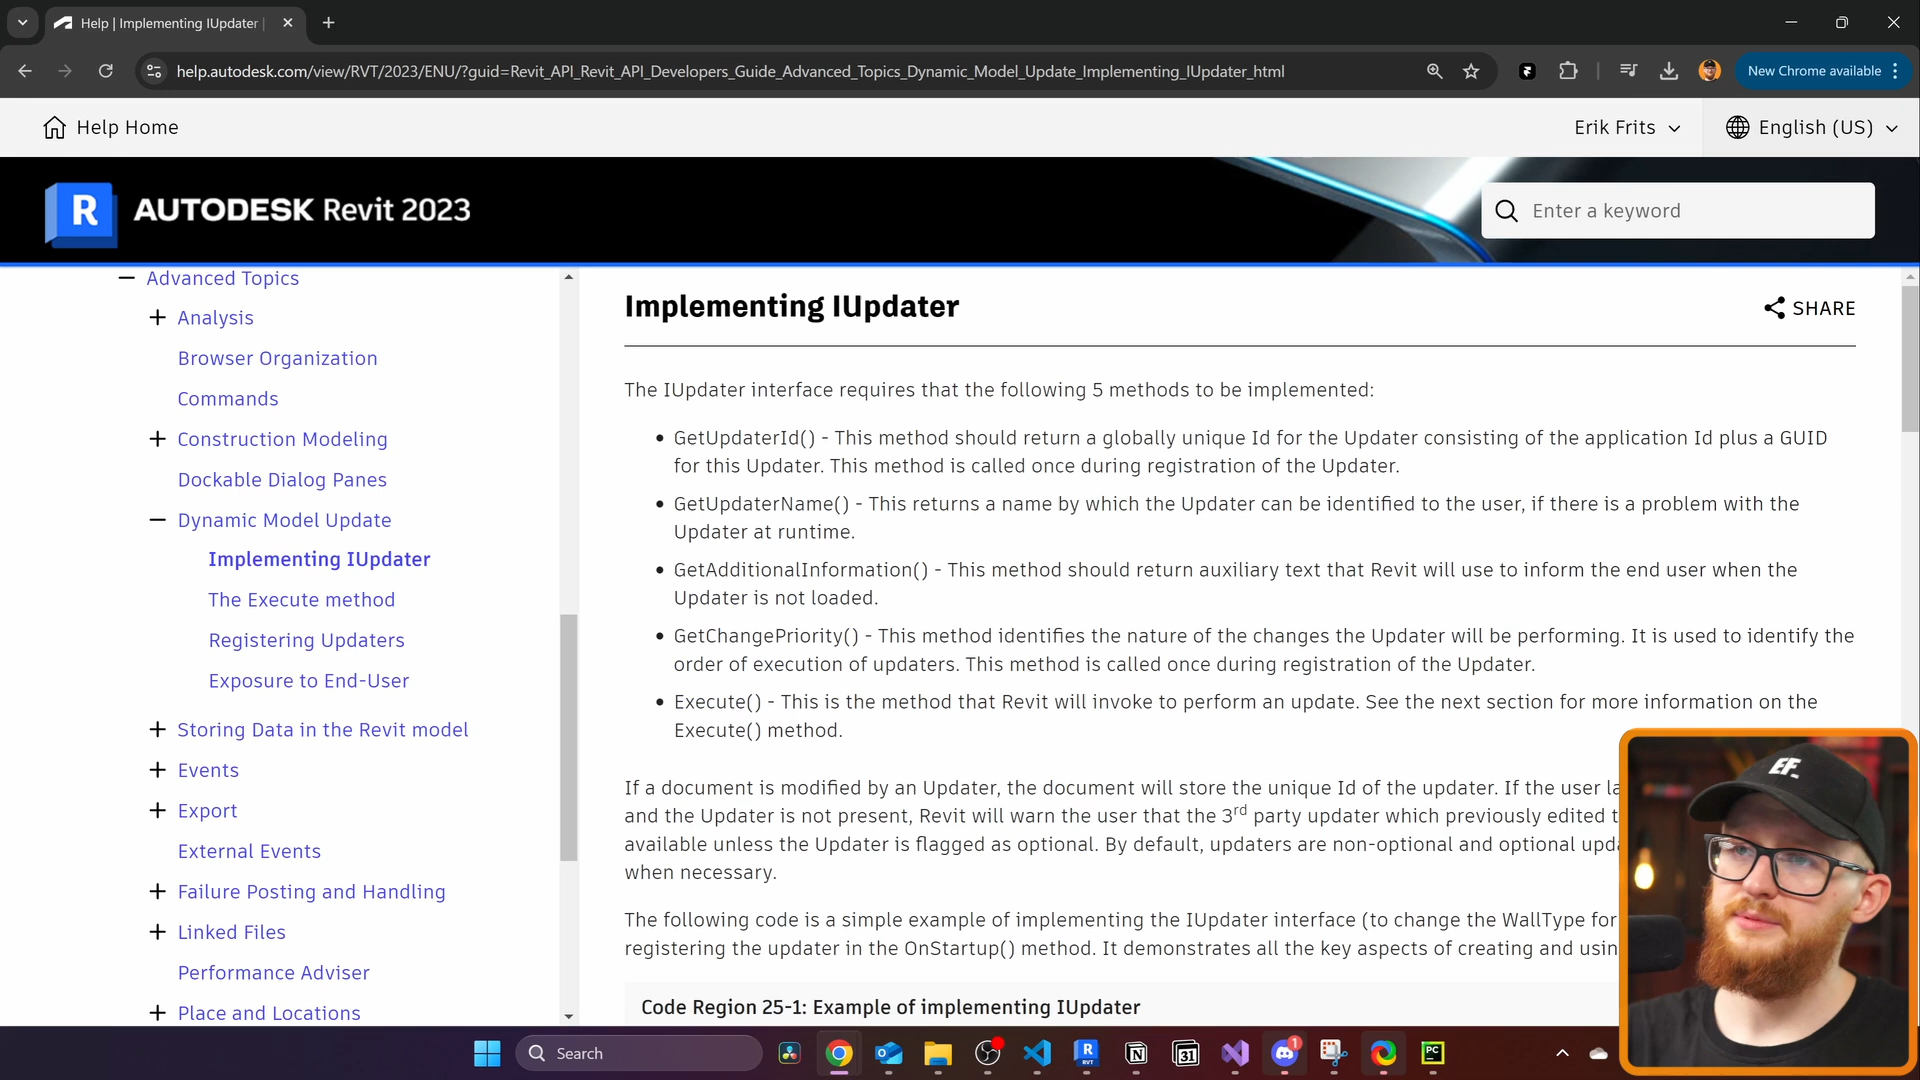 Help | Implementing IUpdater |
help.autodesk.com/view/RVT/2023/ENU/?guid=Revit_API_Revit_API_Developers_Guide_Advanced_Topics_Dynamic_Model_Update_Implementing_IUpdater_html
New Chrome available
Help Home
Erik Frits
English (US)
R
AUTODESK Revit 2023
Enter a keyword
Advanced Topics
Analysis
Browser Organization
Commands
Construction Modeling
Dockable Dialog Panes
Dynamic Model Update
Implementing IUpdater
The Execute method
Registering Updaters
Exposure to End-User
Storing Data in the Revit model
Events
Export
External Events
Failure Posting and Handling
Linked Files
Performance Adviser
Place and Locations
Implementing IUpdater
SHARE
The IUpdater interface requires that the following 5 methods to be implemented:
• GetUpdaterId() - This method should return a globally unique Id for the Updater consisting of the application Id plus a GUID
for this Updater. This method is called once during registration of the Updater.
• GetUpdaterName() - This returns a name by which the Updater can be identified to the user, if there is a problem with the
Updater at runtime.
• GetAdditionalInformation() - This method should return auxiliary text that Revit will use to inform the end user when the
Updater is not loaded.
• GetChangePriority() - This method identifies the nature of the changes the Updater will be performing. It is used to identify the
order of execution of updaters. This method is called once during registration of the Updater.
• Execute() - This is the method that Revit will invoke to perform an update. See the next section for more information on the
Execute() method.
If a document is modified by an Updater, the document will store the unique Id of the updater. If the user la
and the Updater is not present, Revit will warn the user that the 3rd party updater which previously edited t
available unless the Updater is flagged as optional. By default, updaters are non-optional and optional upda
when necessary.
The following code is a simple example of implementing the IUpdater interface (to change the WallType for
registering the updater in the OnStartup() method. It demonstrates all the key aspects of creating and usin
Code Region 25-1: Example of implementing IUpdater
EF_
Search
R
RVT
31
1
PC